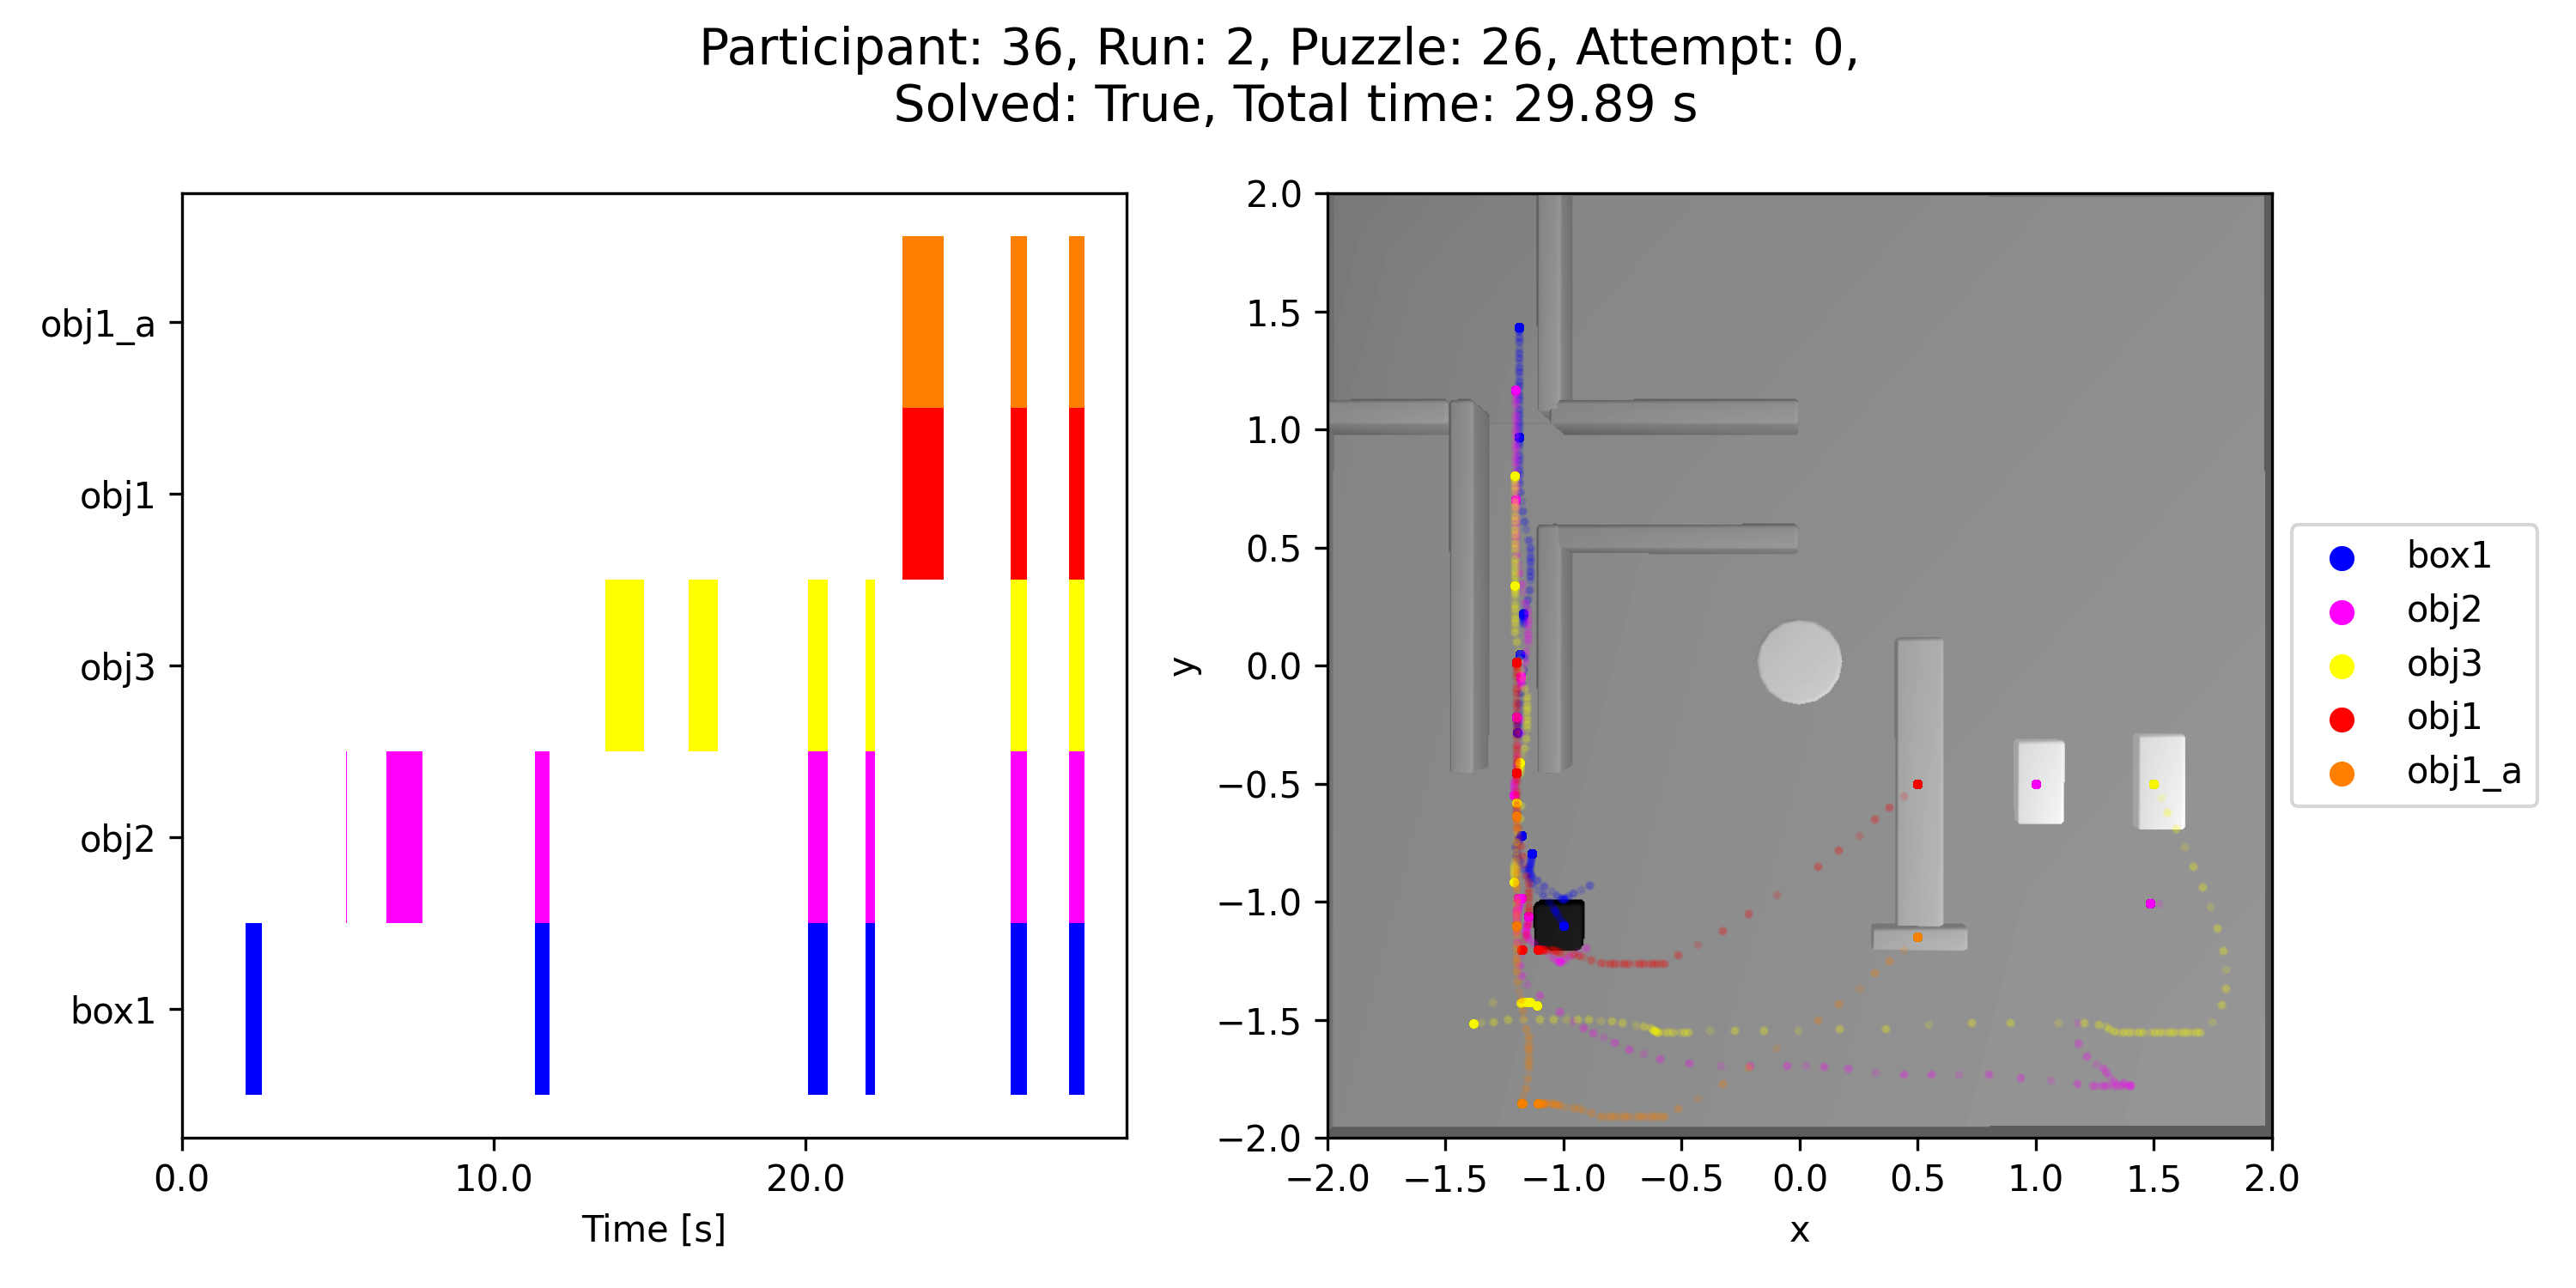 Participant: 36, Run: 2, Puzzle: 26, Attempt: 0,
Solved: True, Total time: 29.89 s
obj1_a
obj1
obj3
obj2
box1
0.0
10.0
20.0
Time [s]
2.0
1.5
1.0
0.5
0.0
−0.5
−1.0
−1.5
−2.0
y
−2.0
−1.5
−1.0
−0.5
0.0
0.5
1.0
1.5
2.0
x
box1
obj2
obj3
obj1
obj1_a